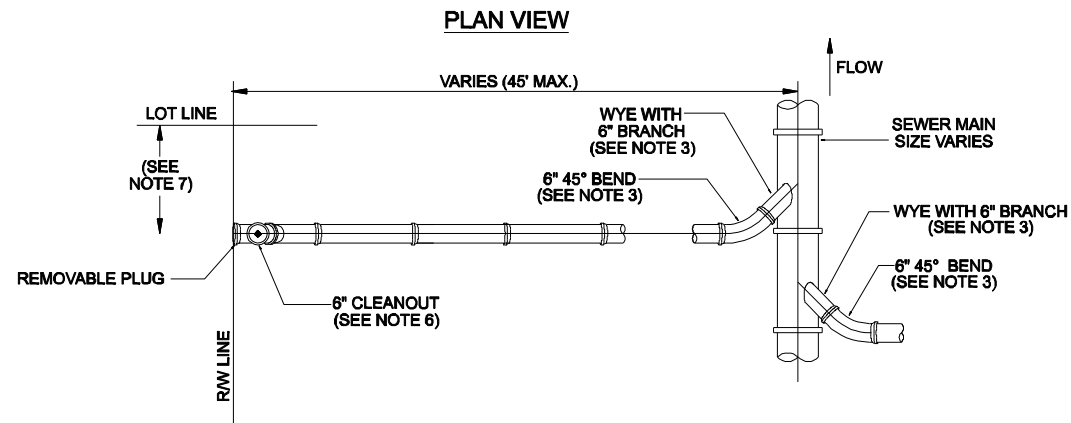 PLAN VIEW
VARIES (45' MAX.)
FLOW
LOT LINE
WYE WITH
6" BRANCH
(SEE NOTE 3)
SEWER MAIN
SIZE VARIES
(SEE
NOTE 7)
6" 45° BEND
(SEE NOTE 3)
WYE WITH 6" BRANCH
(SEE NOTE 3)
6" 45° BEND
(SEE NOTE 3)
REMOVABLE PLUG
6" CLEANOUT
(SEE NOTE 6)
R/W LINE